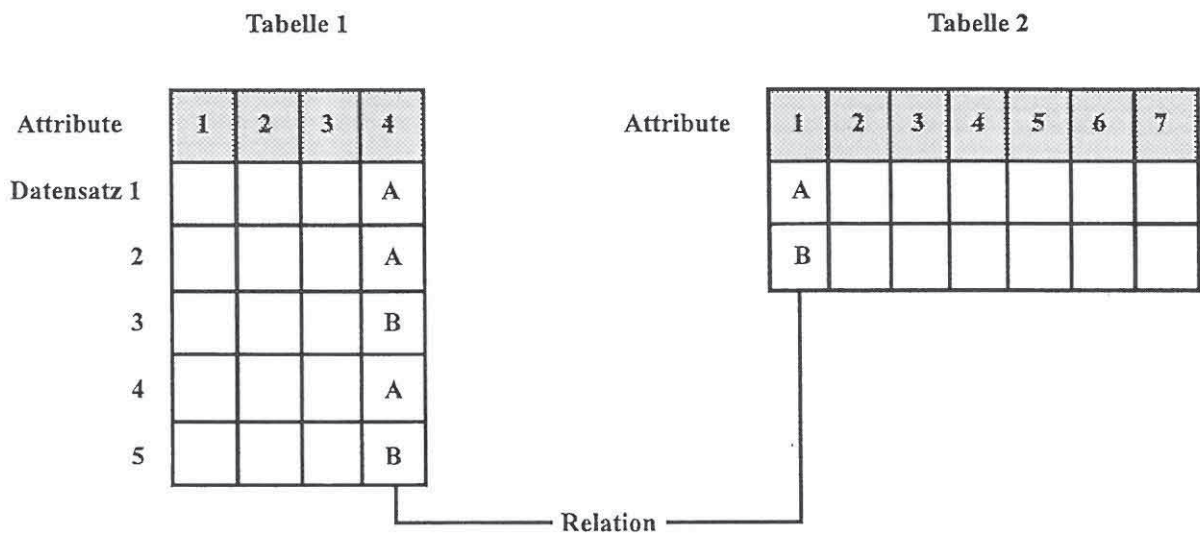 Tabelle 1
Tabelle 2
Attribute 1 2 3 4
Attribute 1 2 3 4 5 6 7
Datensatz 1 A
A
2 A
B
3 B
4 A
5 B
Relation